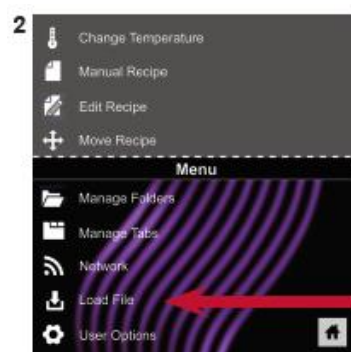 2
Change Temperature
Manual Recipe
Edit Recipe
Move Recipe
Menu
Manage Folders
Manage Tabs
Network
Load File
User Options